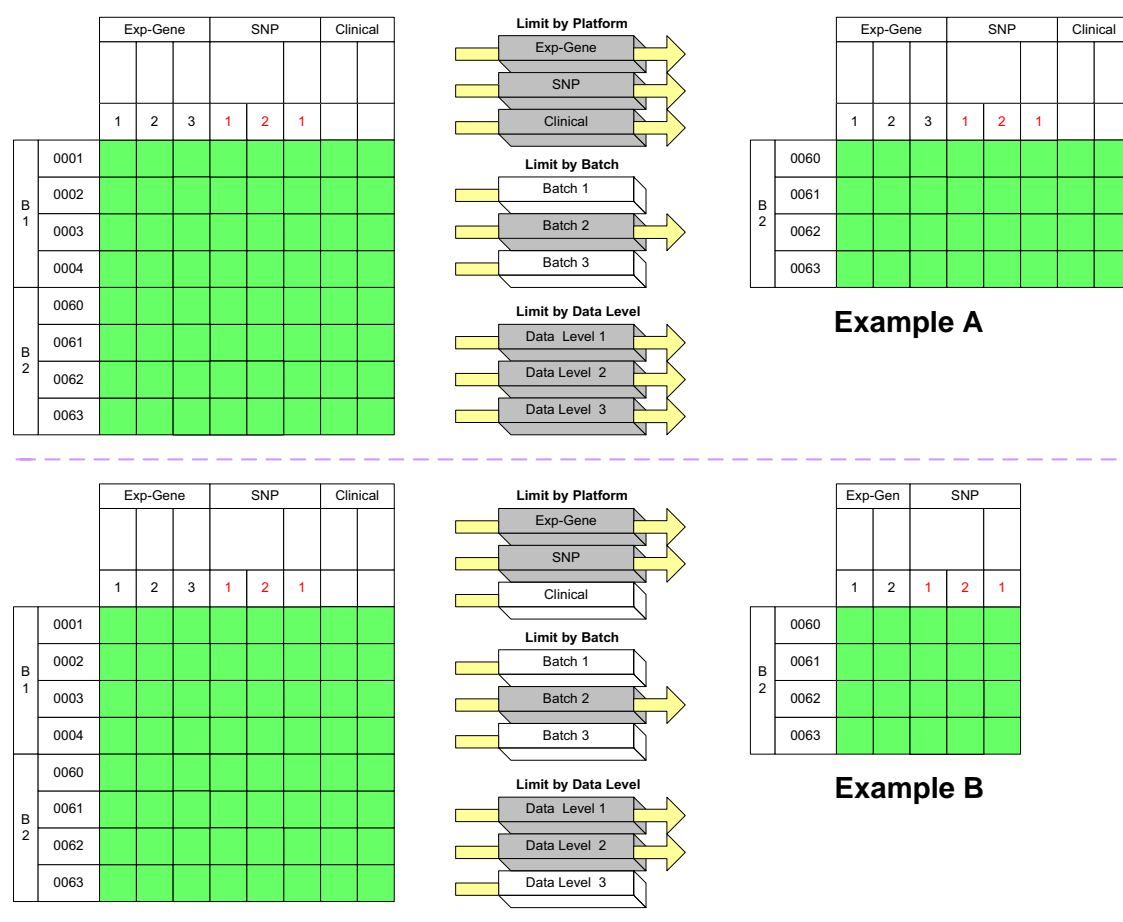 Exp-Gene SNP Clinical
1 2 3 1 2 1
B1
0001
0002
0003
0004
B2
0060
0061
0062
0063
Limit by Platform
Exp-Gene
SNP
Clinical
Limit by Batch
Batch 1
Batch 2
Batch 3
Limit by Data Level
Data Level 1
Data Level 2
Data Level 3
Exp-Gene SNP Clinical
1 2 3 1 2 1
B2
0060
0061
0062
0063
Example A
Exp-Gene SNP Clinical
1 2 3 1 2 1
B1
0001
0002
0003
0004
B2
0060
0061
0062
0063
Limit by Platform
Exp-Gene
SNP
Clinical
Limit by Batch
Batch 1
Batch 2
Batch 3
Limit by Data Level
Data Level 1
Data Level 2
Data Level 3
Exp-Gen SNP
1 2 1 2 1
B2
0060
0061
0062
0063
Example B